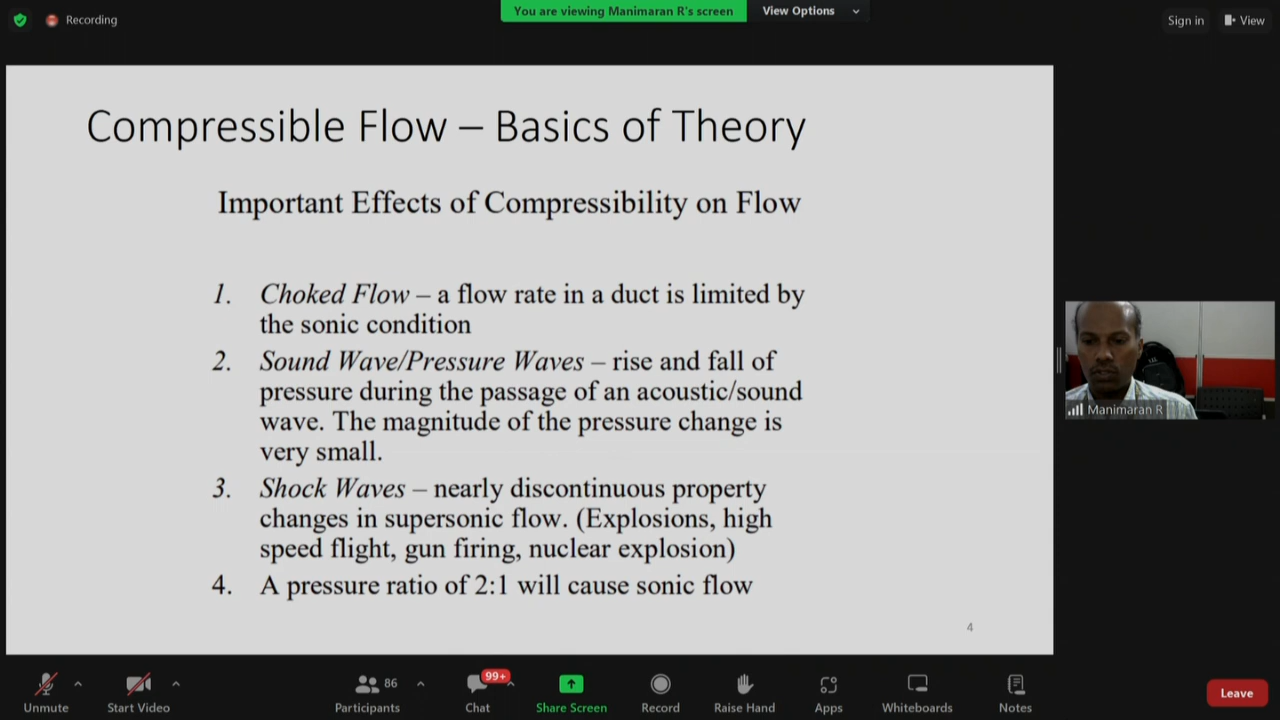 Recording
You are viewing Manimaran R's screen
View Options
Sign in
View
Compressible Flow – Basics of Theory
Important Effects of Compressibility on Flow
1. Choked Flow – a flow rate in a duct is limited by
the sonic condition
2. Sound Wave/Pressure Waves – rise and fall of
pressure during the passage of an acoustic/sound
wave. The magnitude of the pressure change is
very small.
3. Shock Waves – nearly discontinuous property
changes in supersonic flow. (Explosions, high
speed flight, gun firing, nuclear explosion)
4. A pressure ratio of 2:1 will cause sonic flow
4
Manimaran R
86
99+
Unmute
Start Video
Participants
Chat
Share Screen
Record
Raise Hand
Apps
Whiteboards
Notes
Leave